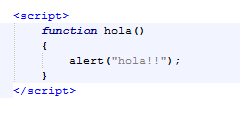 <script>
function hola()
{
alert("hola!!");
}
</script>